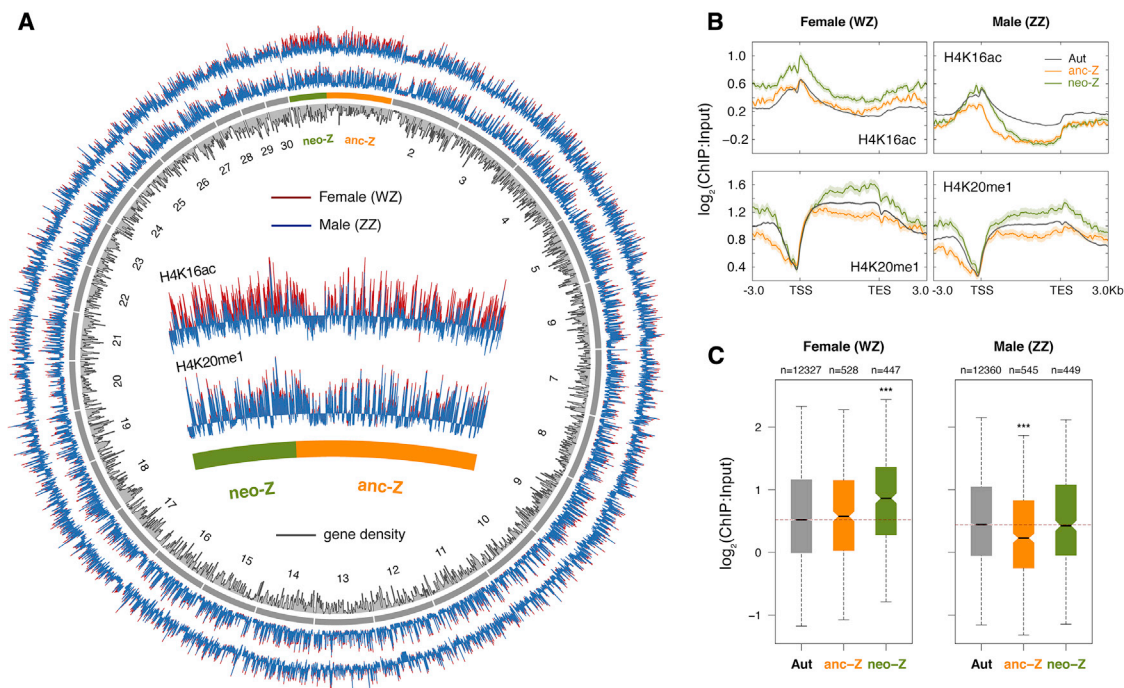 A
neo-Z anc-Z
2
3
4
5
6
7
8
9
10
11
12
13
14
15
16
17
18
19
20
21
22
23
24
25
26
27
28
29
30
Female (WZ)
Male (ZZ)
H4K16ac
H4K20me1
neo-Z
anc-Z
gene density
B
Female (WZ)
Male (ZZ)
log2(ChIP:Input)
1.0
0.6
0.2
−0.2
H4K16ac
H4K16ac
Aut
anc-Z
neo-Z
1.6
1.2
0.8
0.4
H4K20me1
H4K20me1
-3.0 TSS TES 3.0
-3.0 TSS TES 3.0Kb
C
Female (WZ)
Male (ZZ)
n=12327 n=528 n=447
n=12360 n=545 n=449
***
***
log2(ChIP:Input)
2
1
0
−1
2
1
0
−1
Aut anc–Z neo–Z
Aut anc–Z neo–Z